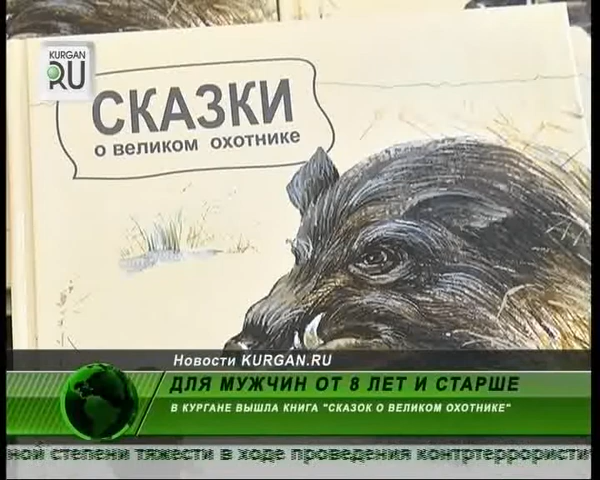 KURGAN
RU
СКАЗКИ
о великом охотнике
Новости KURGAN.RU
ДЛЯ МУЖЧИН ОТ 8 ЛЕТ И СТАРШЕ
В КУРГАНЕ ВЫШЛА КНИГА "СКАЗОК О ВЕЛИКОМ ОХОТНИКЕ"
ной степени тяжести в ходе проведения контртеррористи